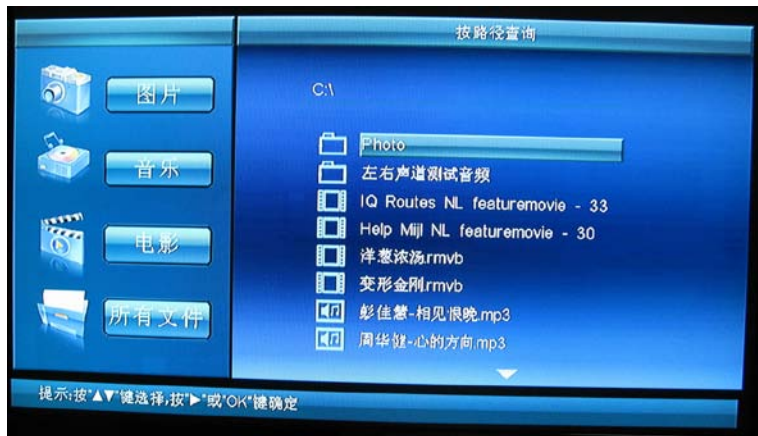 按路径查询
图片
音乐
电影
所有文件
C:\
Photo
左右声道测试音频
IQ Routes NL featuremovie - 33
Help Mijl NL featuremovie - 30
洋葱浓汤.rmvb
变形金刚.rmvb
彭佳慧-相见恨晚.mp3
周华健-心的方向.mp3
提示:按"▲▼"键选择,按"►"或"OK"键确定